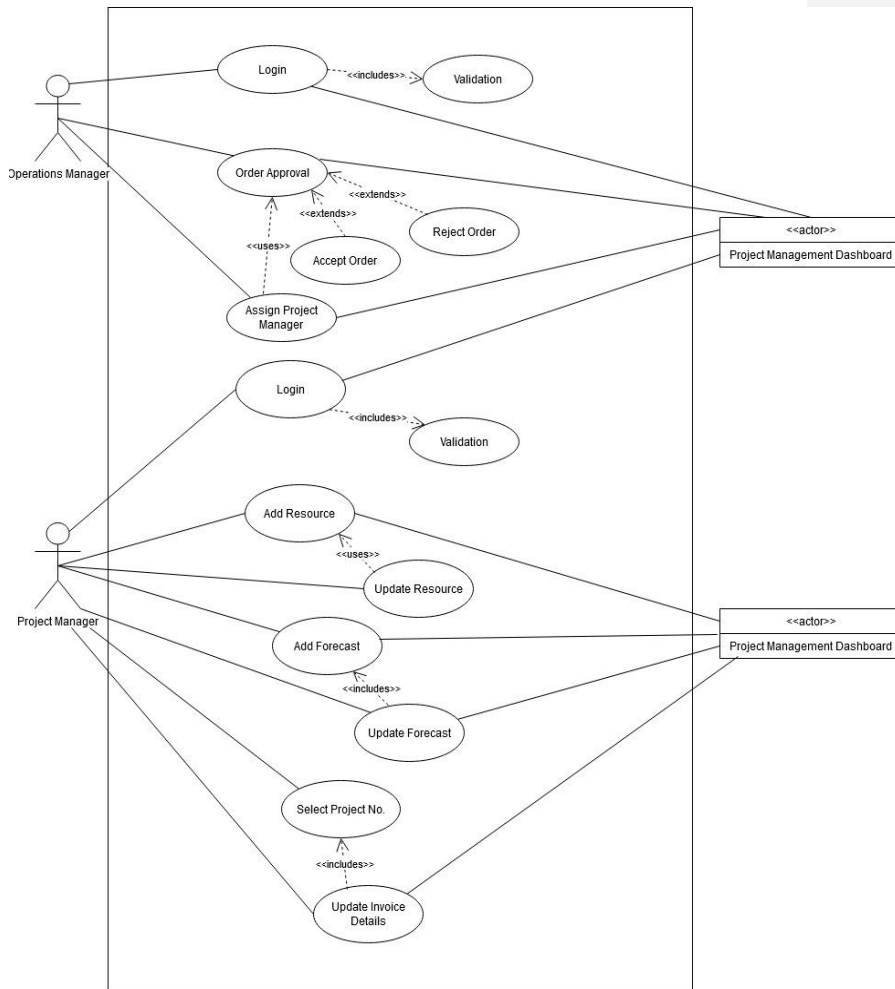 Login
<<includes>>
Validation
Operations Manager
Order Approval
<<extends>>
<<extends>>
Reject Order
<<uses>>
Accept Order
<<actor>>
Project Management Dashboard
Assign Project
Manager
Login
<<includes>>
Validation
Add Resource
<<uses>>
Update Resource
Project Manager
<<actor>>
Project Management Dashboard
Add Forecast
<<includes>>
Update Forecast
Select Project No.
<<includes>>
Update Invoice
Details